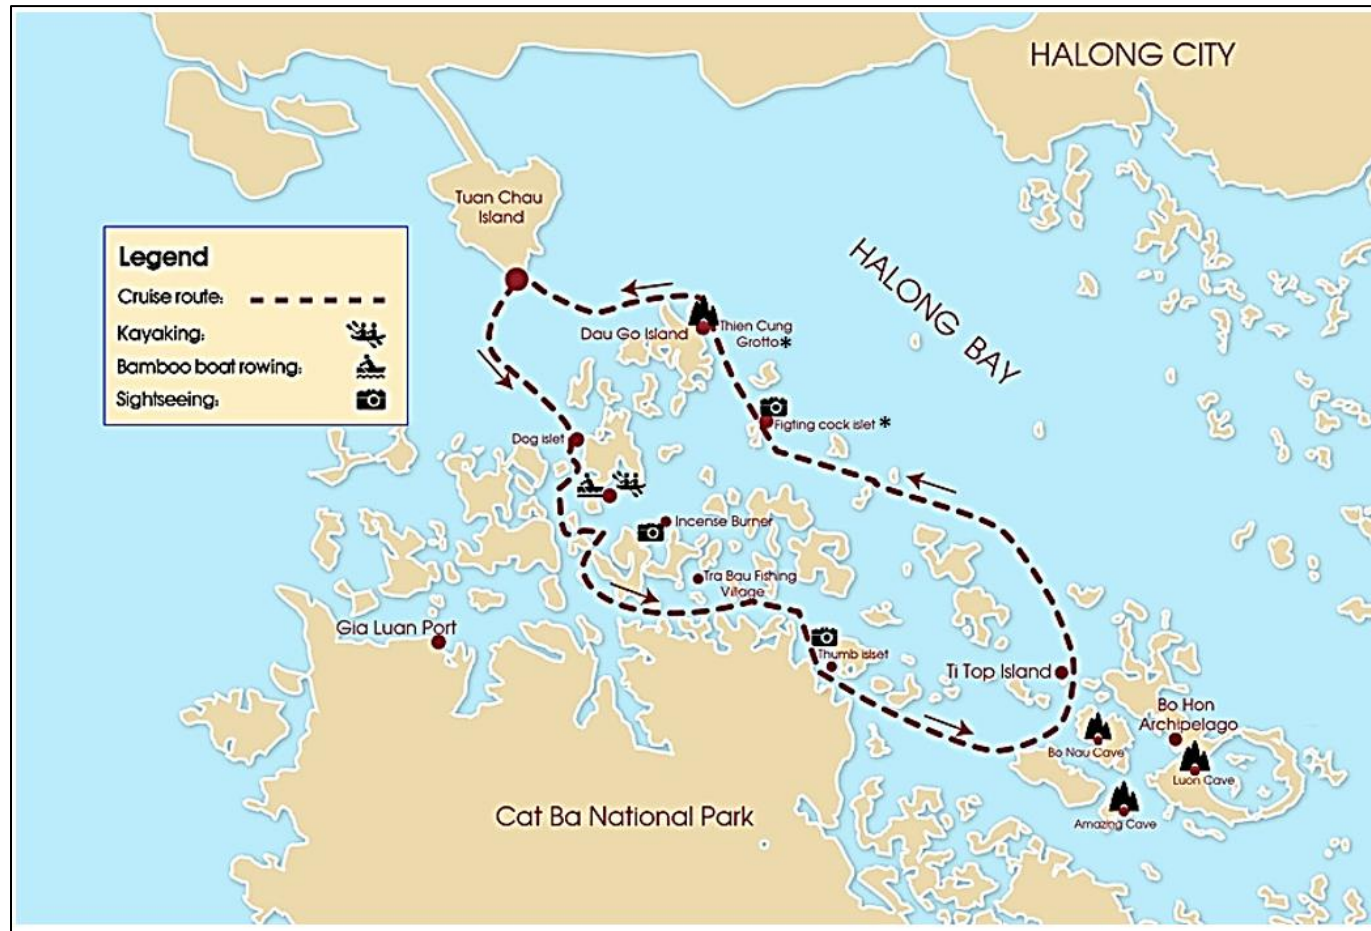 HALONG CITY
Tuan Chau
Island
Legend
Cruise route:
Kayaking:
Bamboo boat rowing:
Sightseeing:
HALONG BAY
Dau Go Island
Thien Cung
Grotto*
Figting cock islet *
Dog islet
Incense Burner
Tra Bau Fishing
Village
Gia Luan Port
Thumb islset
Ti Top Island
Bo Hon
Archipelago
Bo Nau Cave
Luon Cave
Amazing Cave
Cat Ba National Park